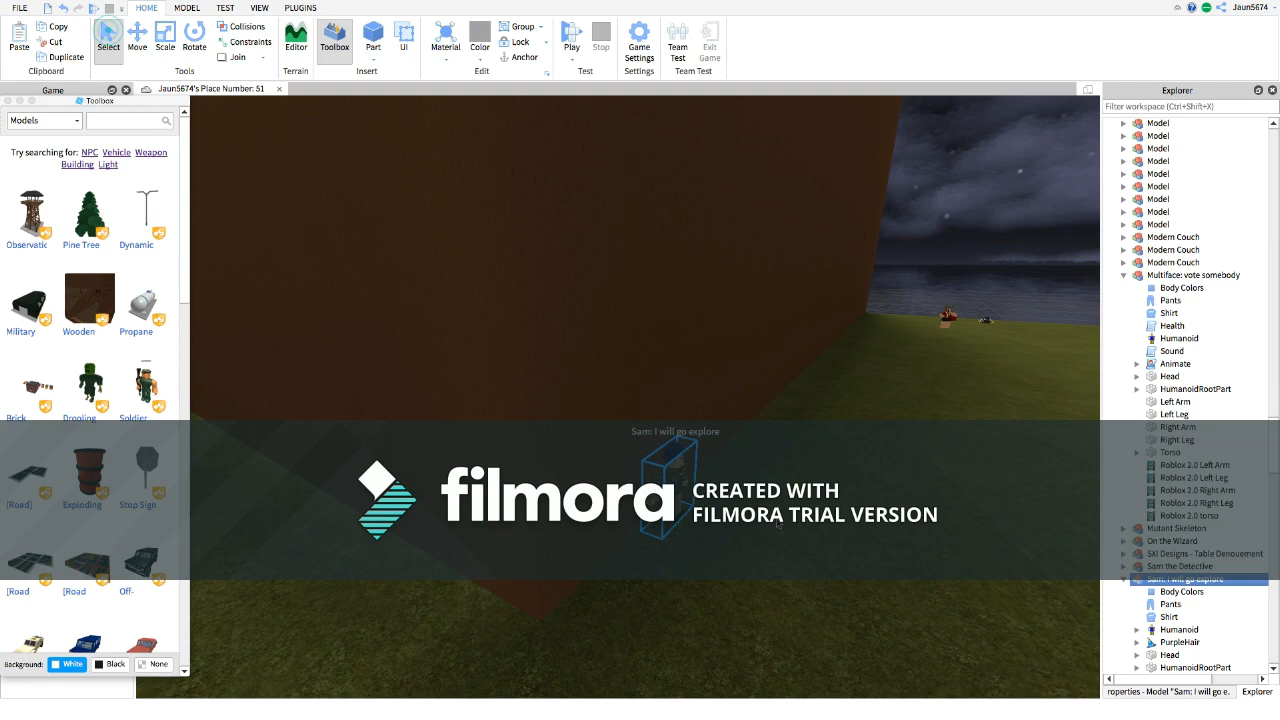 FILE HOME MODEL TEST VIEW PLUGINS Jaun5674
Paste Copy Cut Duplicate Select Move Scale Rotate Collisions Constraints Join Editor Toolbox Part UI Material Color Group Lock Anchor Play Stop Game Settings Team Test Exit Game
Clipboard Tools Terrain Insert Edit Test Settings Team Test
Game Jaun5674's Place Number: 51 Explorer
Toolbox
Filter workspace (Ctrl+Shift+X)
Models
Try searching for: NPC Vehicle Weapon
Building Light
Observatic Pine Tree Dynamic
Military Wooden Propane
Brick Drooling Soldier
[Road] Exploding Stop Sign
[Road [Road Off-
Background: White Black None
Sam: I will go explore
filmora CREATED WITH
FILMORA TRIAL VERSION
Model
Model
Model
Model
Model
Model
Model
Model
Model
Modern Couch
Modern Couch
Modern Couch
Multiface: vote somebody
Body Colors
Pants
Shirt
Health
Humanoid
Sound
Animate
Head
HumanoidRootPart
Left Arm
Left Leg
Right Arm
Right Leg
Torso
Roblox 2.0 Left Arm
Roblox 2.0 Left Leg
Roblox 2.0 Right Arm
Roblox 2.0 Right Leg
Roblox 2.0 torso
Mutant Skeleton
On the Wizard
SXI Designs - Table Denouement
Sam the Detective
Sam: I will go explore
Body Colors
Pants
Shirt
Humanoid
PurpleHair
Head
HumanoidRootPart
roperties - Model "Sam: I will go e. Explorer